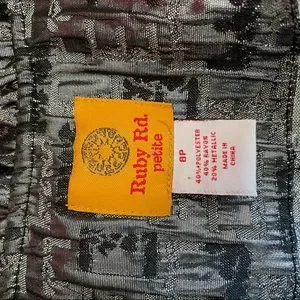 Ruby Rd.
petite
8P
40%POLYESTER
40% RAYON
20% METALLIC
MADE IN
CHINA